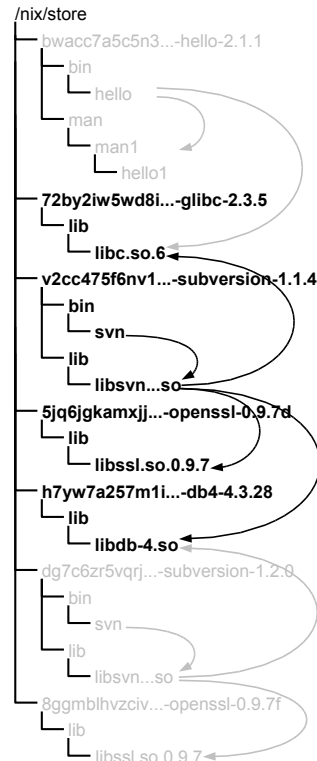 /nix/store
bwacc7a5c5n3...-hello-2.1.1
bin
hello
man
man1
hello1
72by2iw5wd8i...-glibc-2.3.5
lib
libc.so.6
v2cc475f6nv1...-subversion-1.1.4
bin
svn
lib
libsvn...so
5jq6jgkamxjj...-openssl-0.9.7d
lib
libssl.so.0.9.7
h7yw7a257m1i...-db4-4.3.28
lib
libdb-4.so
dg7c6zr5vqrj...-subversion-1.2.0
bin
svn
lib
libsvn...so
8ggmblhvzciv...-openssl-0.9.7f
lib
libssl.so.0.9.7